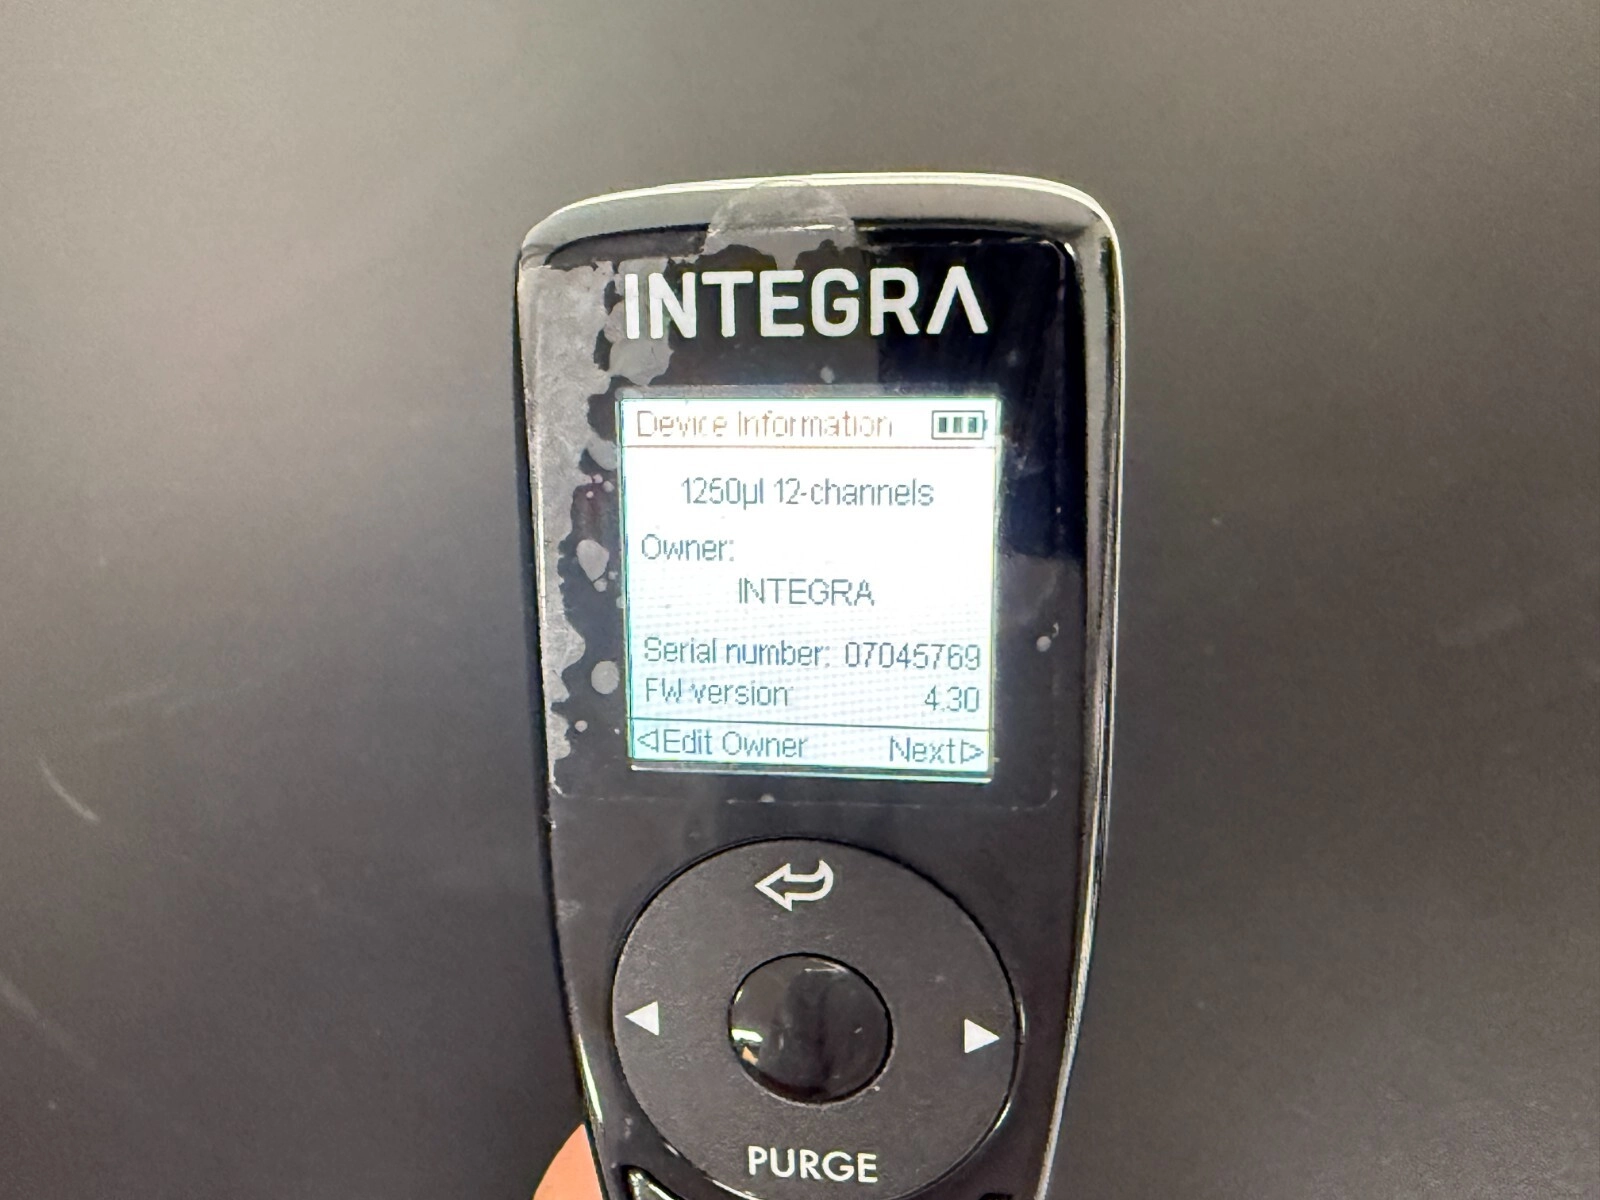 INTEGRA
Device Information
1250µl 12-channels
Owner:
INTEGRA
Serial number: 07045769
FW version: 4.30
Edit Owner Next
PURGE